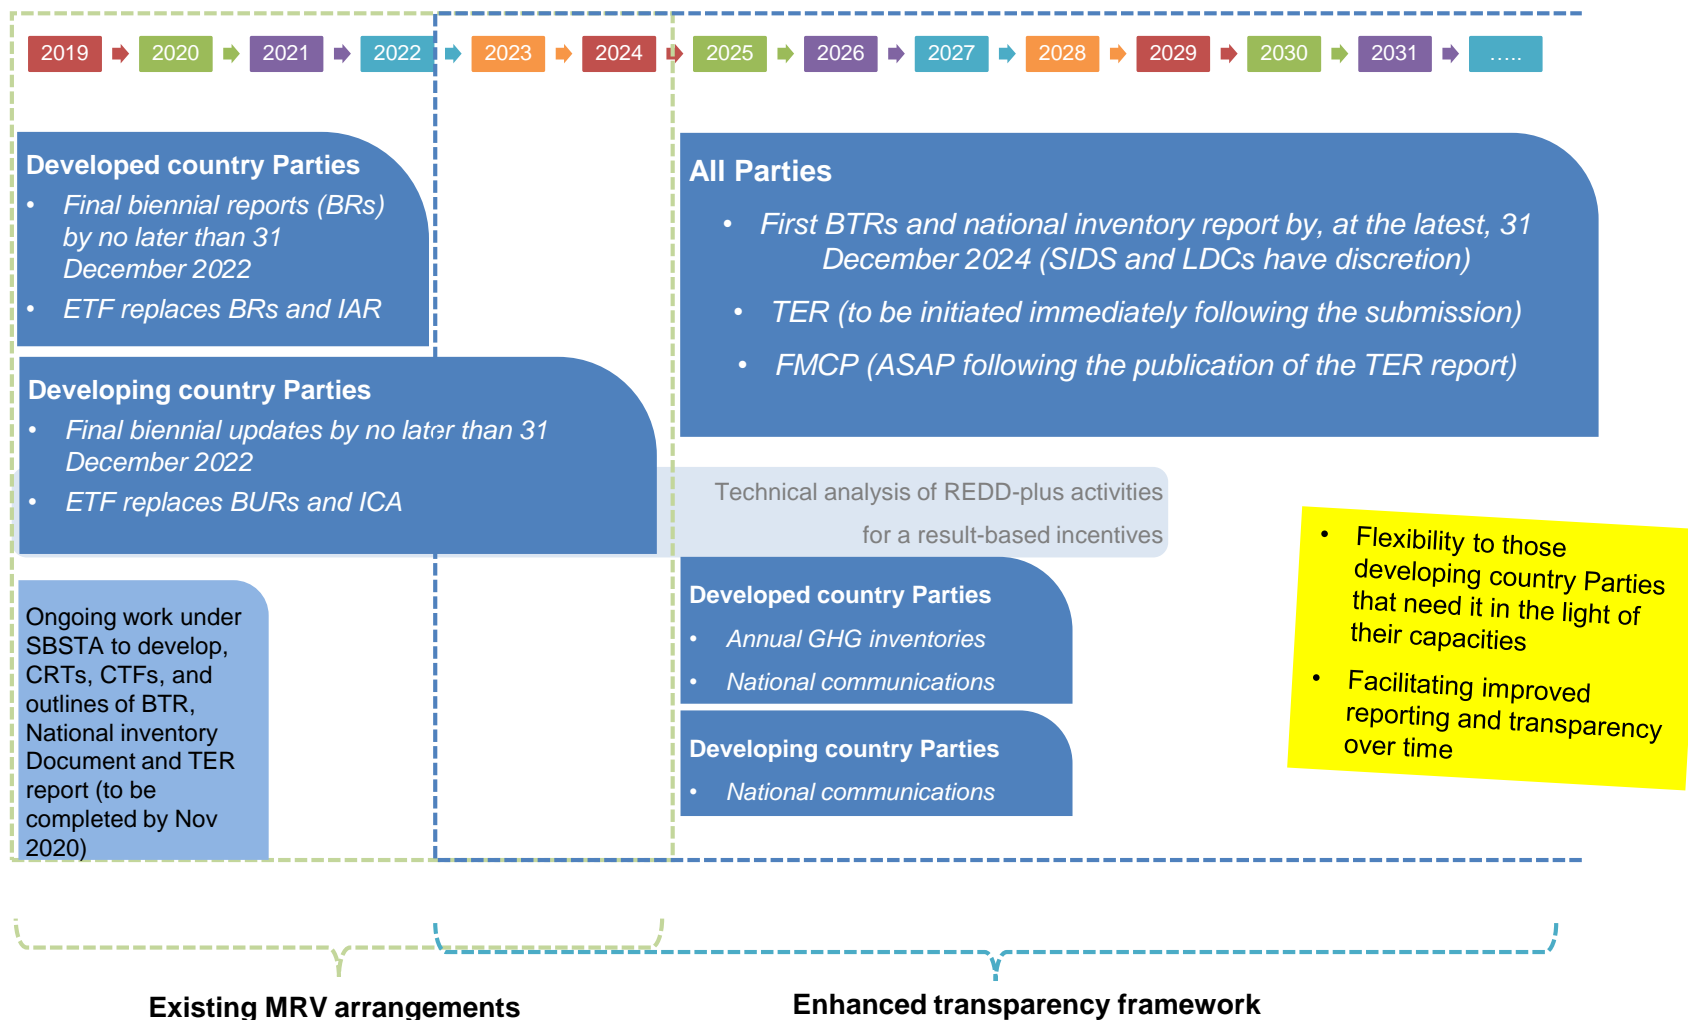 2019 2020 2021 2022 2023 2024 2025 2026 2027 2028 2029 2030 2031 …..
Developed country Parties
• Final biennial reports (BRs)
by no later than 31
December 2022
• ETF replaces BRs and IAR
Developing country Parties
• Final biennial updates by no later than 31
December 2022
• ETF replaces BURs and ICA
Ongoing work under
SBSTA to develop,
CRTs, CTFs, and
outlines of BTR,
National inventory
Document and TER
report (to be
completed by Nov
2020)
All Parties
• First BTRs and national inventory report by, at the latest, 31
December 2024 (SIDS and LDCs have discretion)
• TER (to be initiated immediately following the submission)
• FMCP (ASAP following the publication of the TER report)
Technical analysis of REDD-plus activities
for a result-based incentives
Developed country Parties
• Annual GHG inventories
• National communications
Developing country Parties
• National communications
• Flexibility to those
developing country Parties
that need it in the light of
their capacities
• Facilitating improved
reporting and transparency
over time
Existing MRV arrangements
Enhanced transparency framework